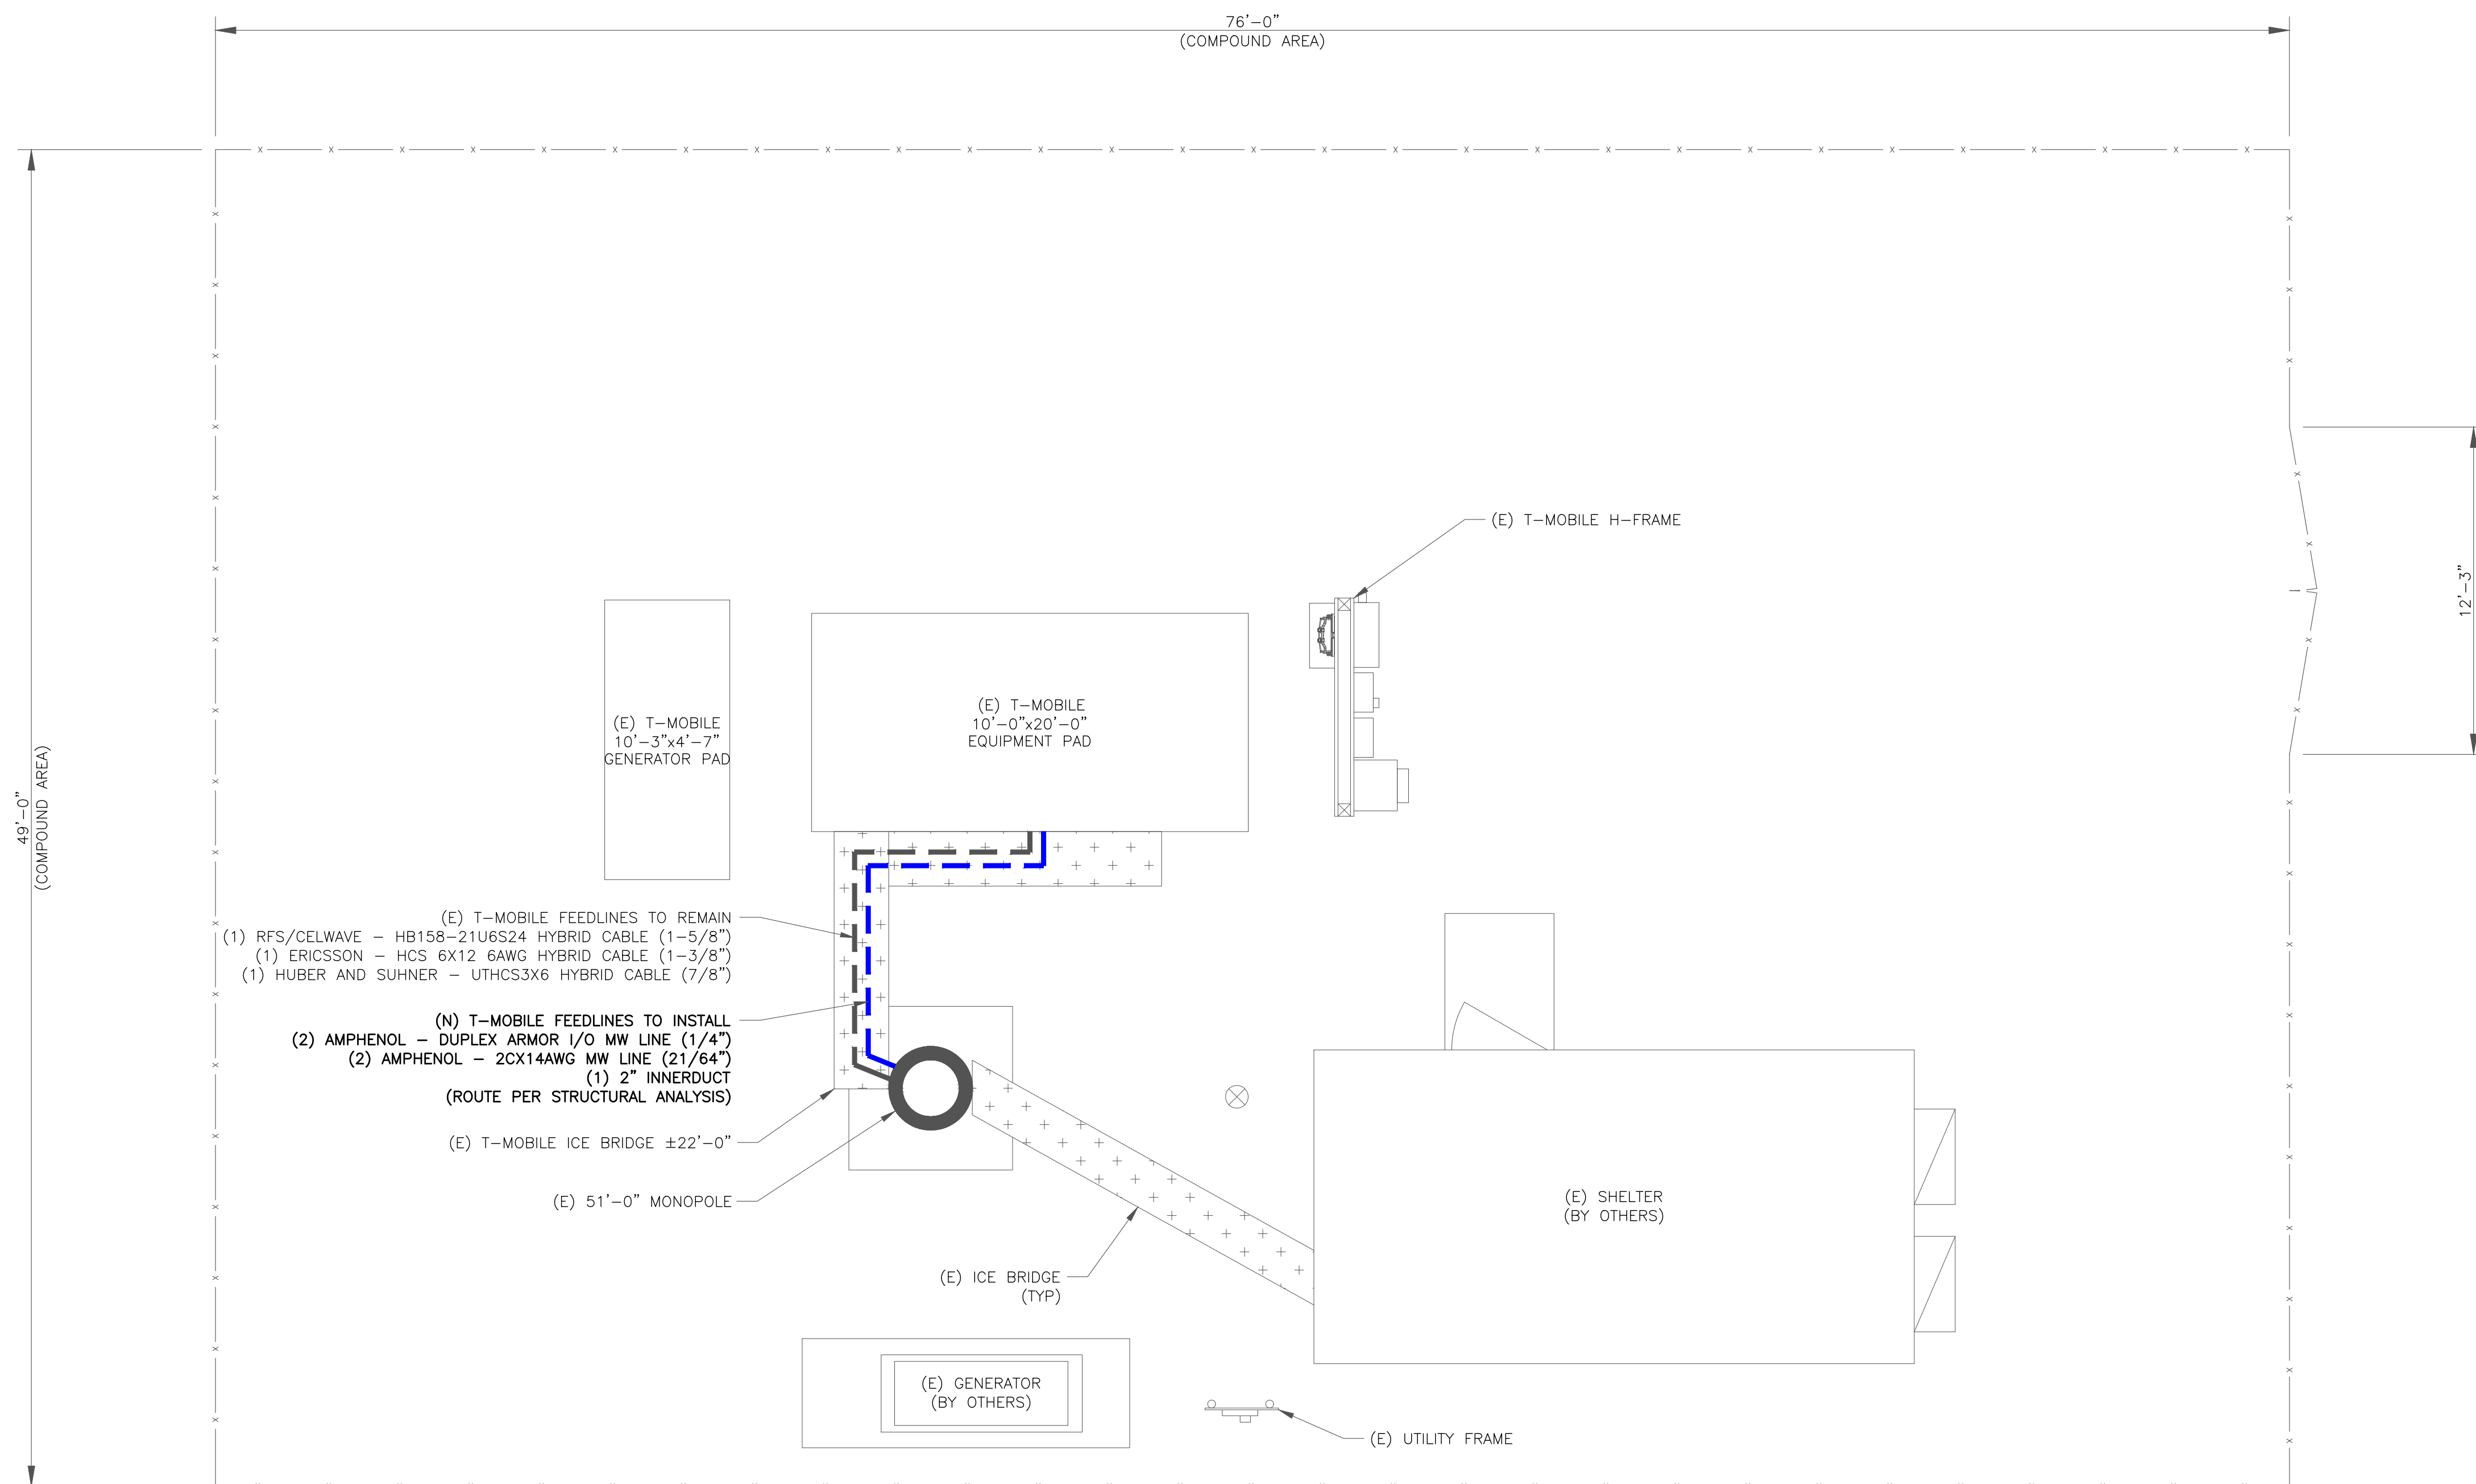 76'-0"
(COMPOUND AREA)
49'-0"
(COMPOUND AREA)
12'-3"
(E) T-MOBILE H-FRAME
(E) T-MOBILE
10'-3"x4'-7"
GENERATOR PAD
(E) T-MOBILE
10'-0"x20'-0"
EQUIPMENT PAD
(E) T-MOBILE FEEDLINES TO REMAIN
(1) RFS/CELWAVE - HB158-21U6S24 HYBRID CABLE (1-5/8")
(1) ERICSSON - HCS 6X12 6AWG HYBRID CABLE (1-3/8")
(1) HUBER AND SUHNER - UTHCS3X6 HYBRID CABLE (7/8")
(N) T-MOBILE FEEDLINES TO INSTALL
(2) AMPHENOL - DUPLEX ARMOR I/O MW LINE (1/4")
(2) AMPHENOL - 2CX14AWG MW LINE (21/64")
(1) 2" INNERDUCT
(ROUTE PER STRUCTURAL ANALYSIS)
(E) T-MOBILE ICE BRIDGE ±22'-0"
(E) 51'-0" MONOPOLE
(E) ICE BRIDGE
(TYP)
(E) SHELTER
(BY OTHERS)
(E) GENERATOR
(BY OTHERS)
(E) UTILITY FRAME